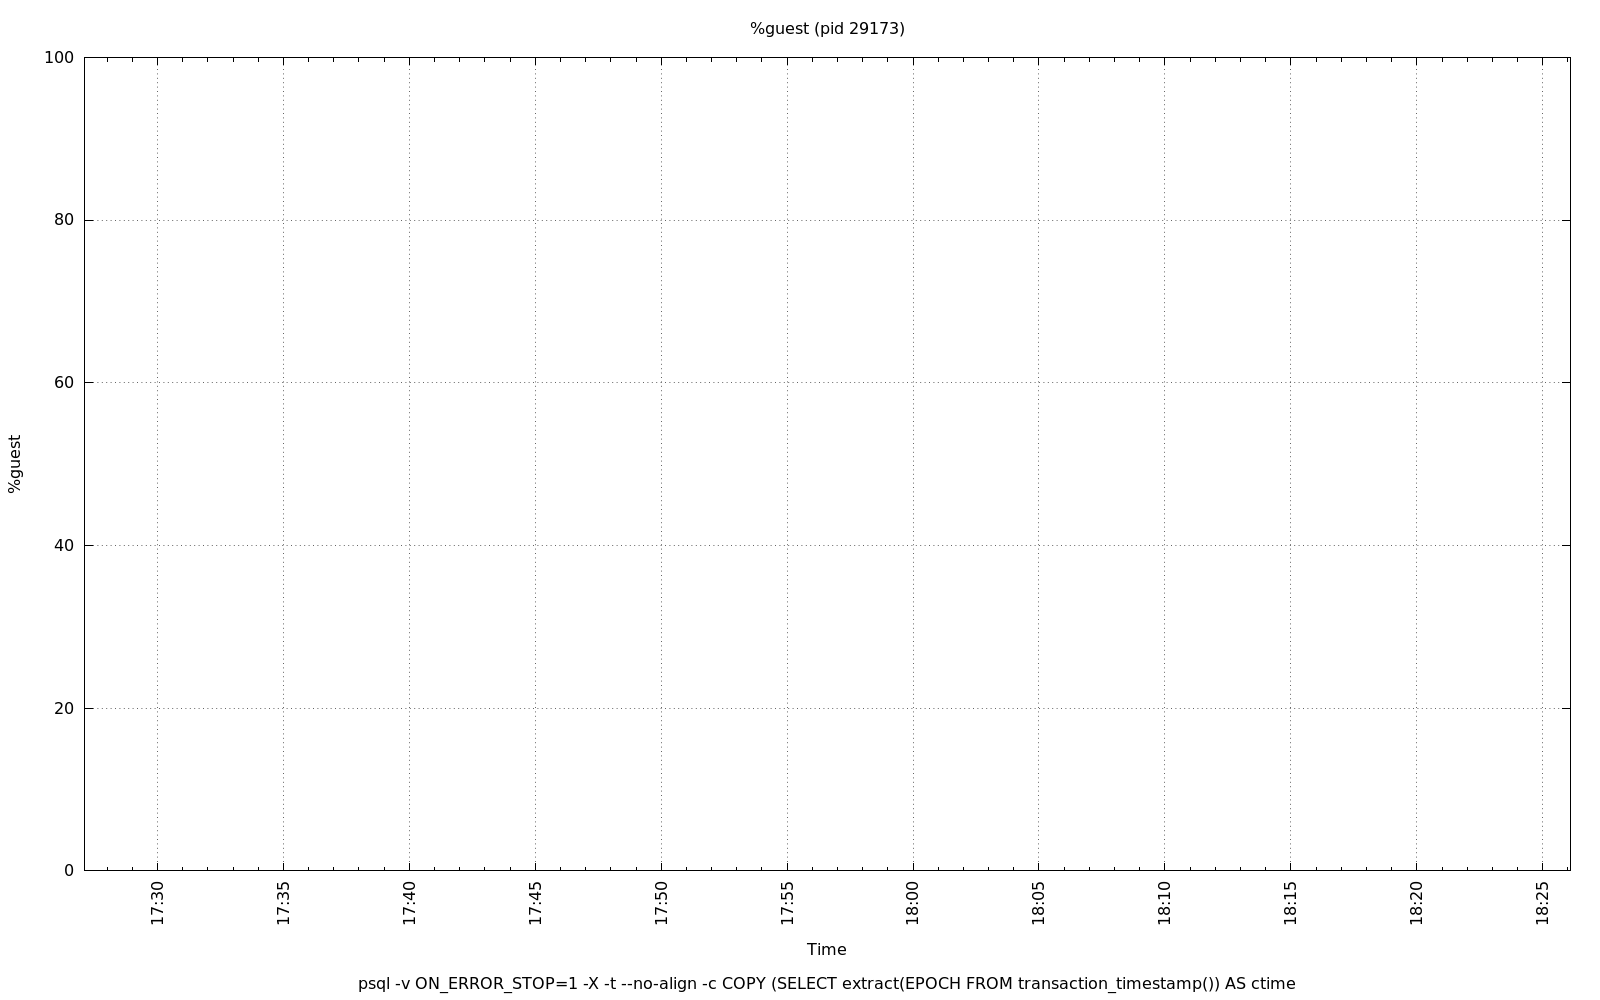 %guest (pid 29173)
100
80
60
40
20
0
%guest
17:30 17:35 17:40 17:45 17:50 17:55 18:00 18:05 18:10 18:15 18:20 18:25
Time
psql -v ON_ERROR_STOP=1 -X -t --no-align -c COPY (SELECT extract(EPOCH FROM transaction_timestamp()) AS ctime